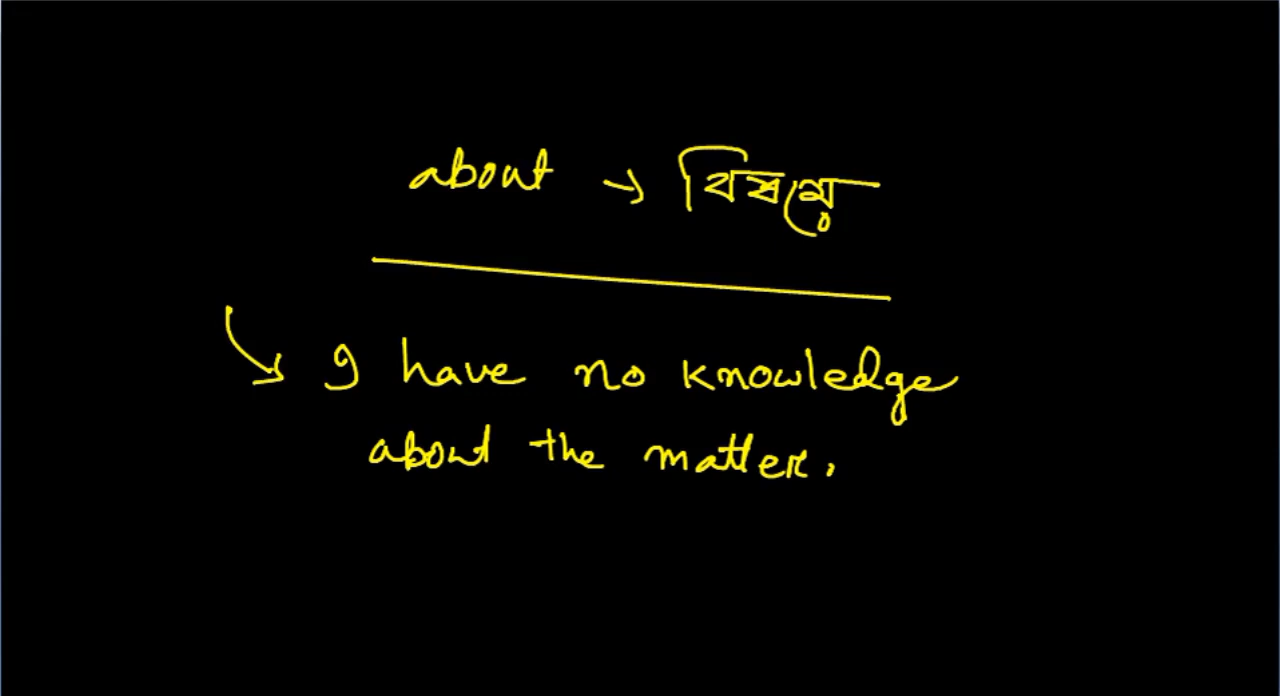 about → বিষয়ে
I have no knowledge
about the matter.